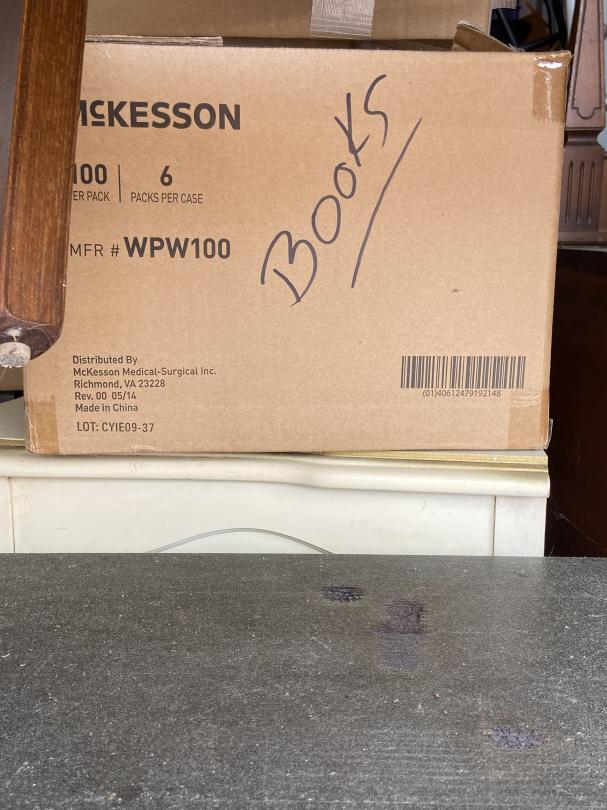 McKESSON
100
6
ER PACK
PACKS PER CASE
MFR # WPW100
BOOKS
Distributed By
McKesson Medical-Surgical Inc.
Richmond, VA 23228
Rev. 00 05/14
Made in China
LOT: CYIE09-37
(01)40612479192148